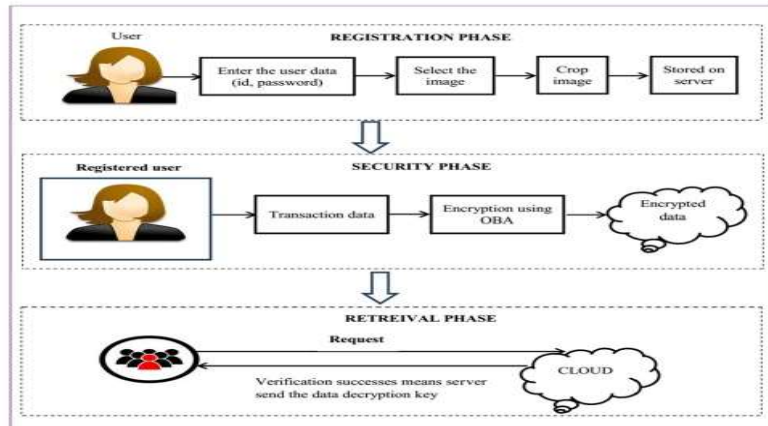 User
REGISTRATION PHASE
Enter the user data
(id, password)
Select the
image
Crop
image
Stored on
server
Registered user
SECURITY PHASE
Transaction data
Encryption using
OBA
Encrypted
data
RETREIVAL PHASE
Request
CLOUD
Verification successes means server
send the data decryption key